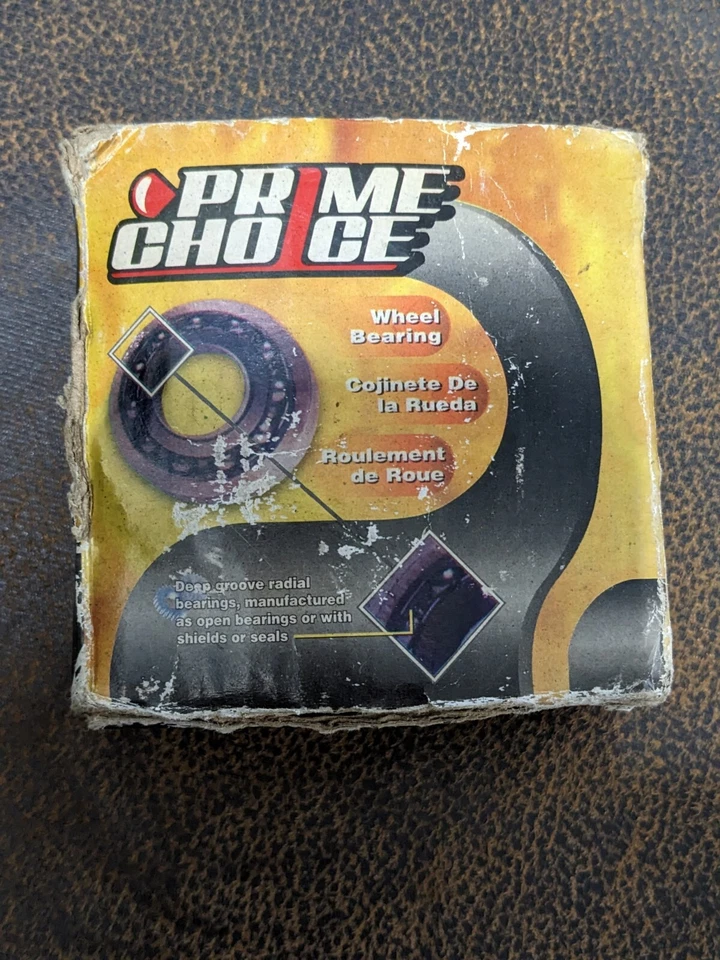 PRIME
CHOICE
Wheel
Bearing
Cojinete De
la Rueda
Roulement
de Roue
Deep groove radial
bearings, manufactured
as open bearings or with
shields or seals